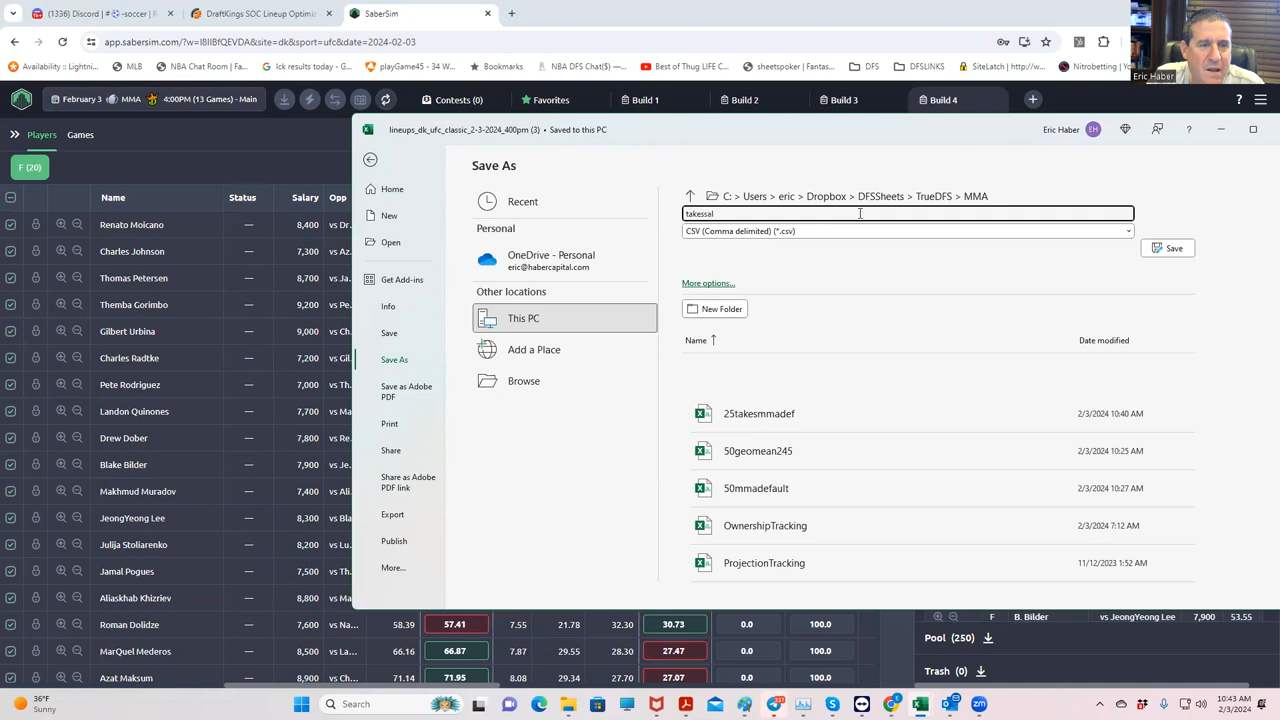 (1336) Discord | #-soccer | R
DraftKings SOC Lineup Optimiz
SaberSim
app.sabersim.com/?w=I8IIBfQEVDA&site=dk&sport=ufc&date=2024-02-03
Availability :: Lightni...
MLB
NBA Chat Room / Fan...
Ick results today - G...
playGame45 - 34 W...
Bookmarks
NBA DFS Chat($) —...
Best of Thug LIFE C...
sheetspoker | Fantas...
DFS
DFSLINKS
SiteLatch | http://w...
Nitrobetting | You
Eric Haber
February 3
MMA
4:00PM (13 Games) - Main
Contests (0)
Favorites
Build 1
Build 2
Build 3
Build 4
Players
Games
F (20)
Name Status Salary Opp
Renato Moicano — 9,200 vs Dr...
Charles Johnson — 8,300 vs Az...
Thomas Petersen — 8,700 vs Ja...
Themba Gorimbo — 9,200 vs Pe...
Gilbert Urbina — 9,000 vs Ch...
Charles Radtke — 7,200 vs Gil...
Pete Rodriguez — 7,000 vs Th...
Landon Quinones — 7,500 vs Ma...
Drew Dober — 7,800 vs Re...
Blake Bilder — 7,900 vs Je...
Makhmud Muradov — 7,400 vs Ali...
JeongYeong Lee — 8,300 vs Bla...
Julija Stoliarenko — 8,200 vs Lu...
Jamal Pogues — 7,500 vs Th...
Aliaskhab Khizriev — 8,800 vs Ma...
Roman Dolidze — 7,600 vs Na... 58.39 57.41 7.55 21.78 32.30 30.73 0.0 100.0
MarQuel Mederos — 8,500 vs La... 66.16 66.87 7.87 29.55 28.30 27.47 0.0 100.0
Azat Maksum — 7,900 vs Ch... 71.14 71.95 8.08 29.34 27.70 27.07 0.0 100.0
lineups_dk_ufc_classic_2-3-2024_400pm (3) • Saved to this PC
Eric Haber
EH
Home
New
Open
Get Add-ins
Info
Save
Save As
Save as Adobe
PDF
Print
Share
Share as Adobe
PDF link
Export
Publish
More...
Save As
Recent
Personal
OneDrive - Personal
eric@habercapital.com
Other locations
This PC
Add a Place
Browse
C: > Users > eric > Dropbox > DFSSheets > TrueDFS > MMA
takessal
CSV (Comma delimited) (*.csv)
Save
More options...
New Folder
Name Date modified
25takesmmadef 2/3/2024 10:40 AM
50geomean245 2/3/2024 10:25 AM
50mmadefault 2/3/2024 10:27 AM
OwnershipTracking 2/3/2024 7:12 AM
ProjectionTracking 11/12/2023 1:52 AM
F B. Bilder vs JeongYeong Lee 7,900 53.55
Pool (250)
Trash (0)
36°F
Sunny
Search
10:43 AM
2/3/2024